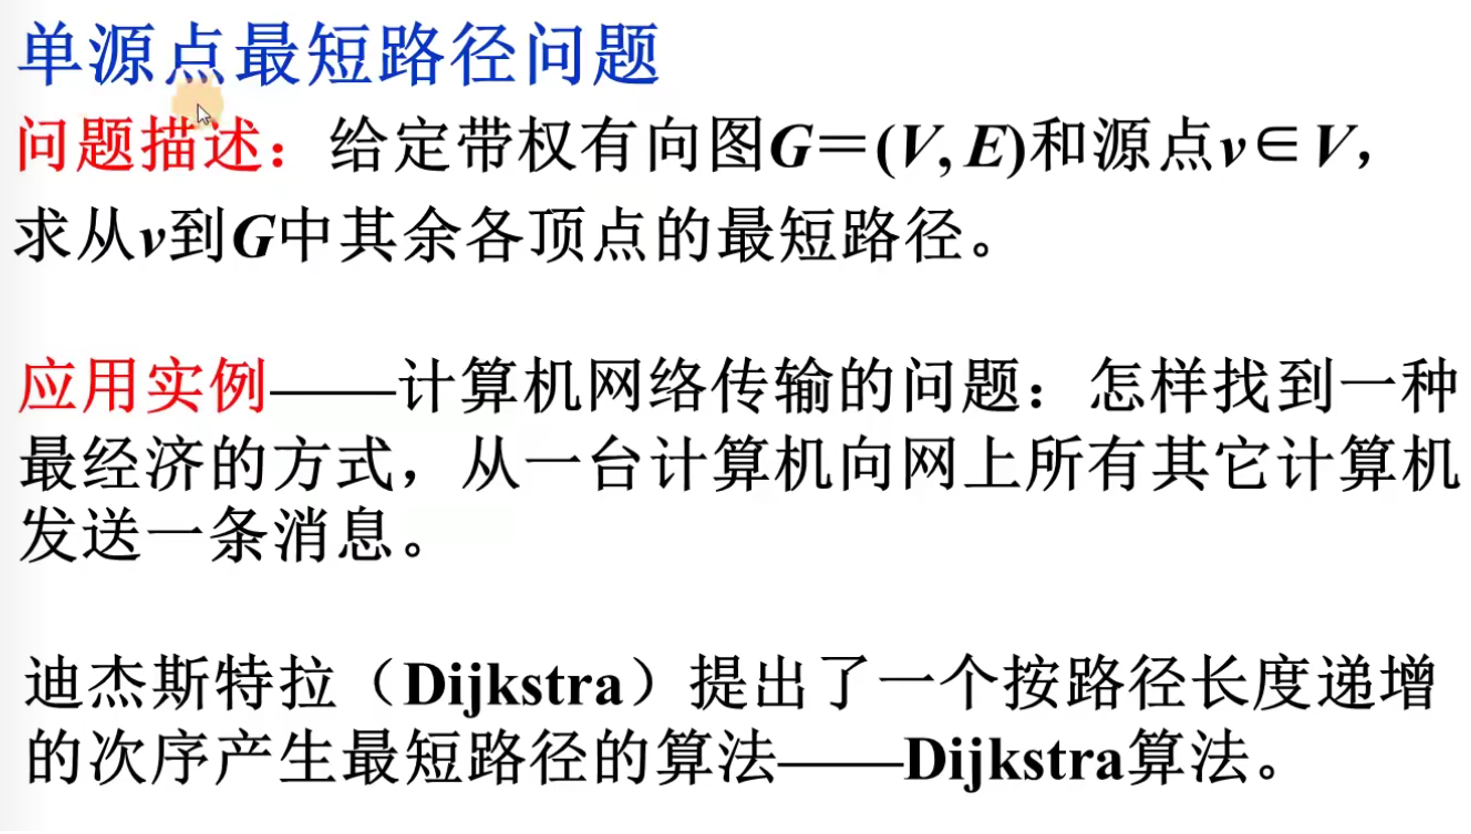 单源点最短路径问题
问题描述：给定带权有向图G＝(V, E)和源点v∈V，
求从v到G中其余各顶点的最短路径。
应用实例——计算机网络传输的问题：怎样找到一种
最经济的方式，从一台计算机向网上所有其它计算机
发送一条消息。
迪杰斯特拉（Dijkstra）提出了一个按路径长度递增
的次序产生最短路径的算法——Dijkstra算法。